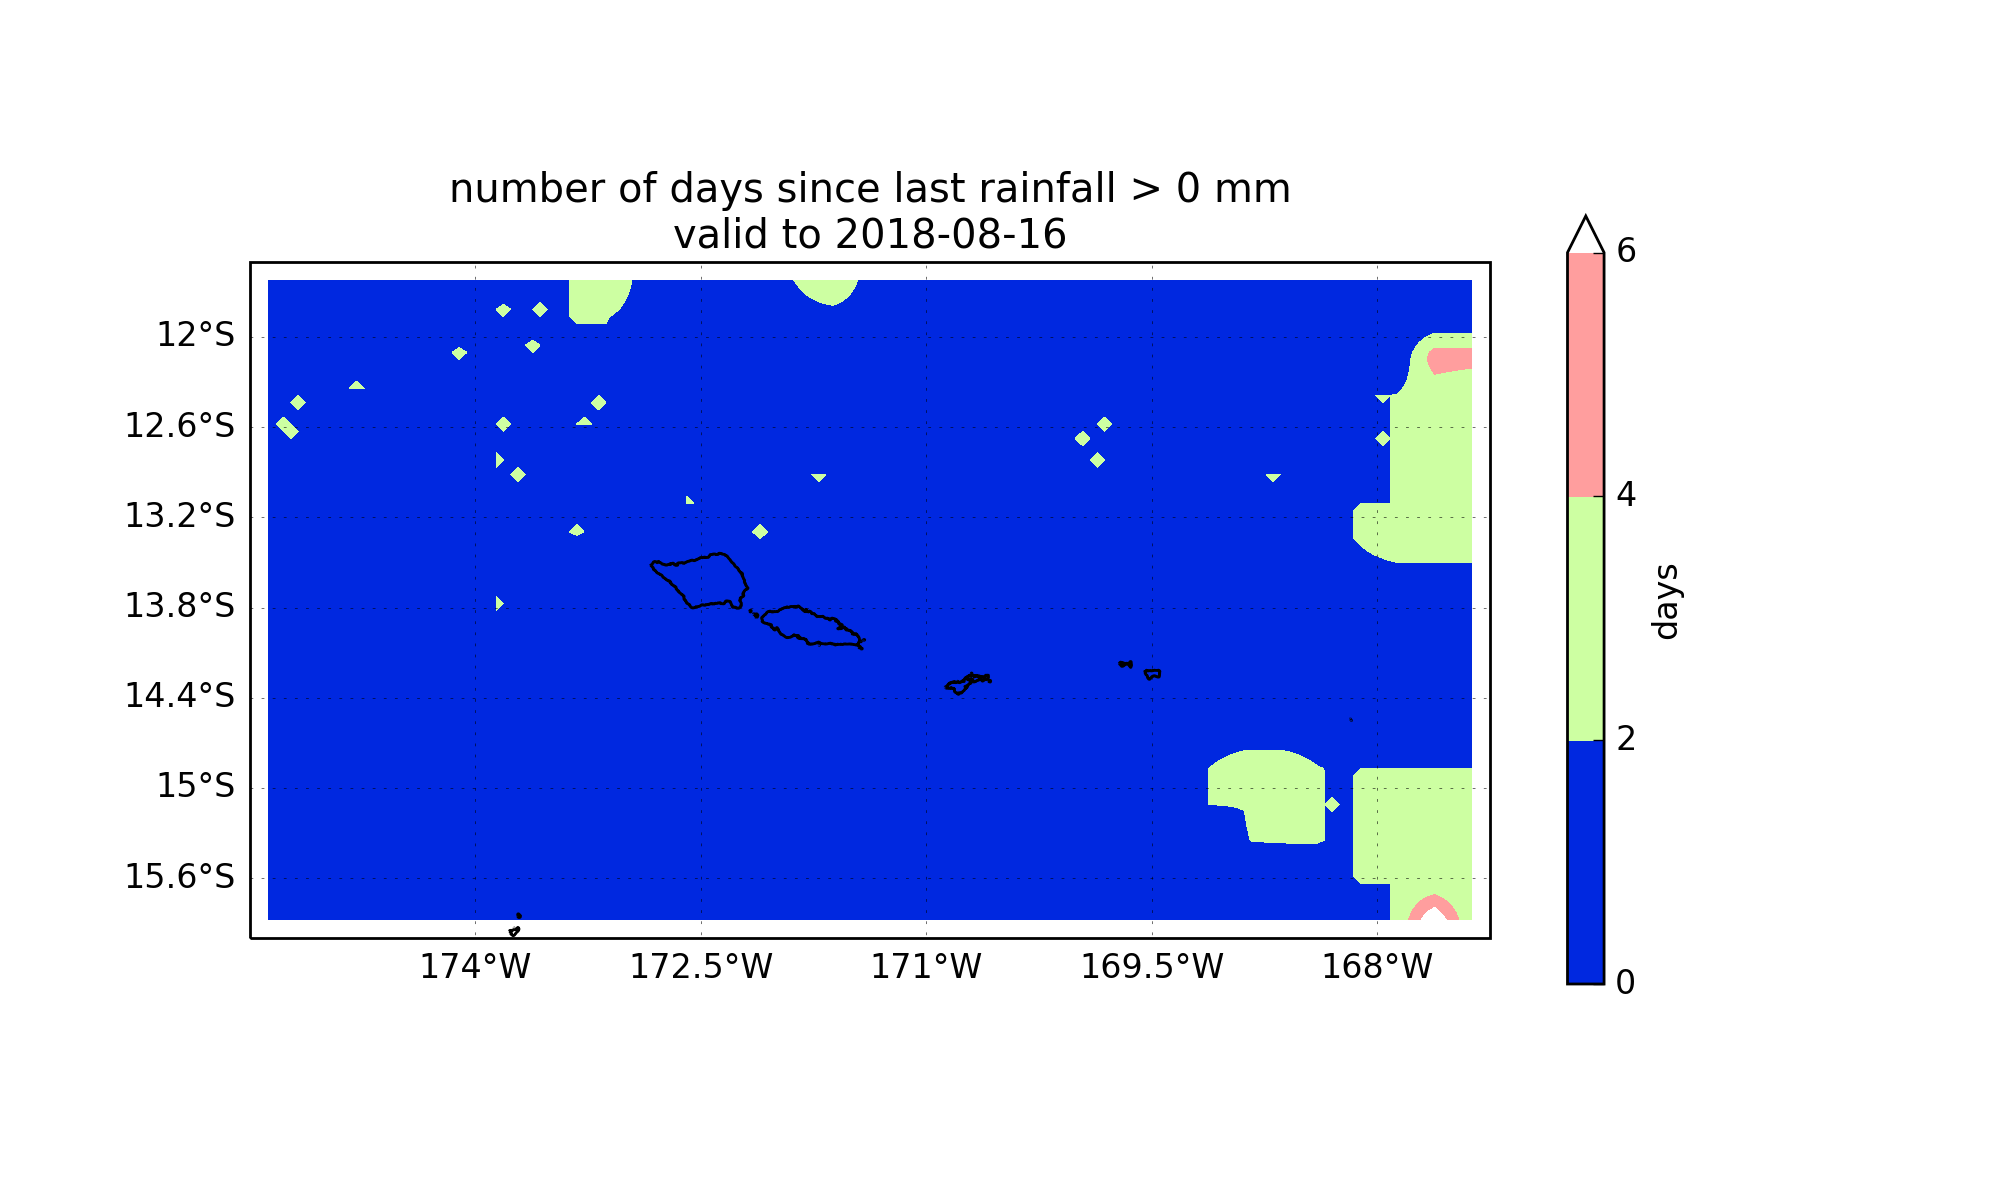 number of days since last rainfall > 0 mm
valid to 2018-08-16
12°S
12.6°S
13.2°S
13.8°S
14.4°S
15°S
15.6°S
174°W
172.5°W
171°W
169.5°W
168°W
6
4
2
0
days